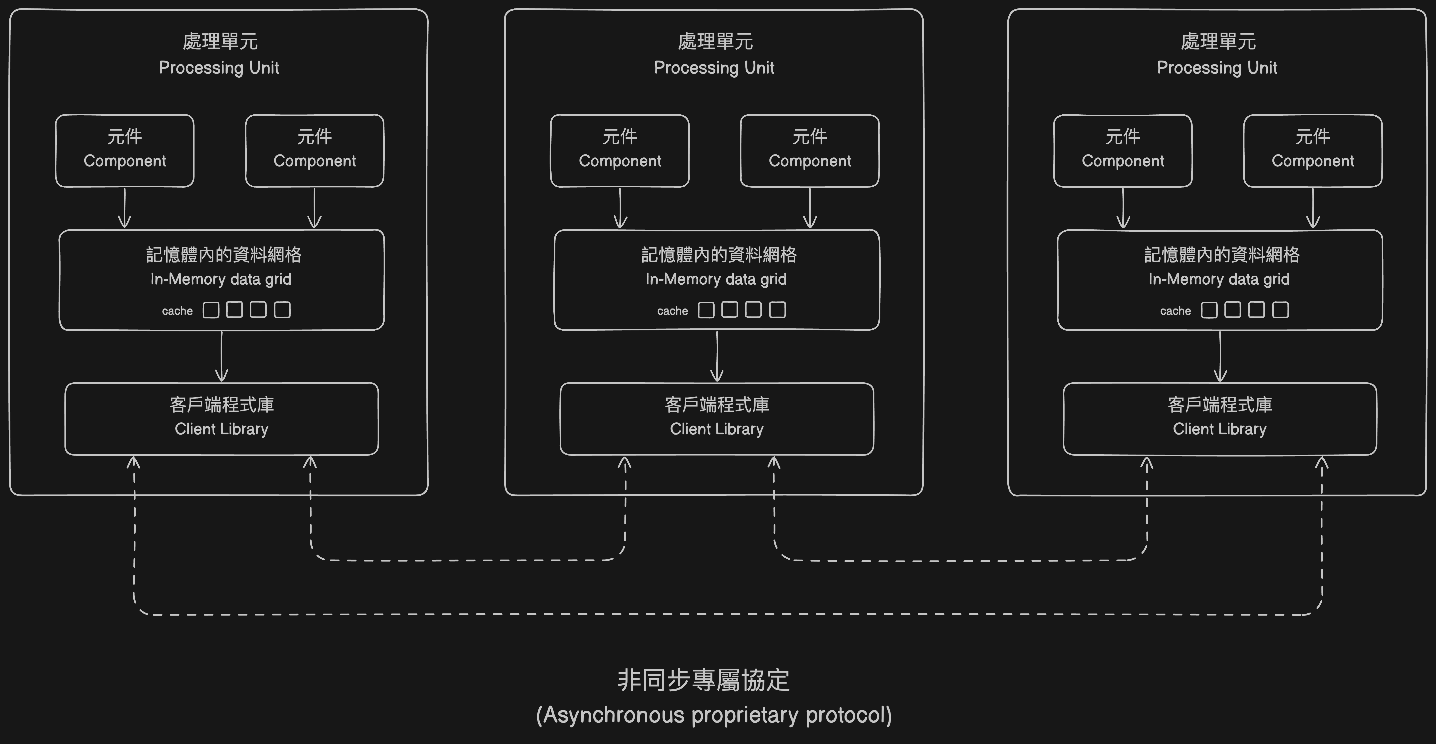 處理單元
Processing Unit
元件
Component
元件
Component
記憶體內的資料網格
In-Memory data grid
cache
客戶端程式庫
Client Library
處理單元
Processing Unit
元件
Component
元件
Component
記憶體內的資料網格
In-Memory data grid
cache
客戶端程式庫
Client Library
處理單元
Processing Unit
元件
Component
元件
Component
記憶體內的資料網格
In-Memory data grid
cache
客戶端程式庫
Client Library
非同步專屬協定
(Asynchronous proprietary protocol)